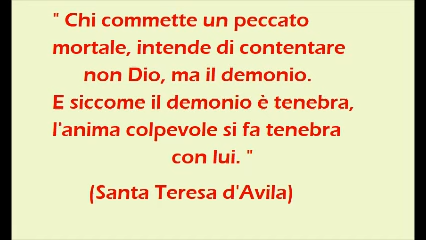 " Chi commette un peccato
mortale, intende di contentare
non Dio, ma il demonio.
E siccome il demonio è tenebra,
l'anima colpevole si fa tenebra
con lui. "
(Santa Teresa d'Avila)